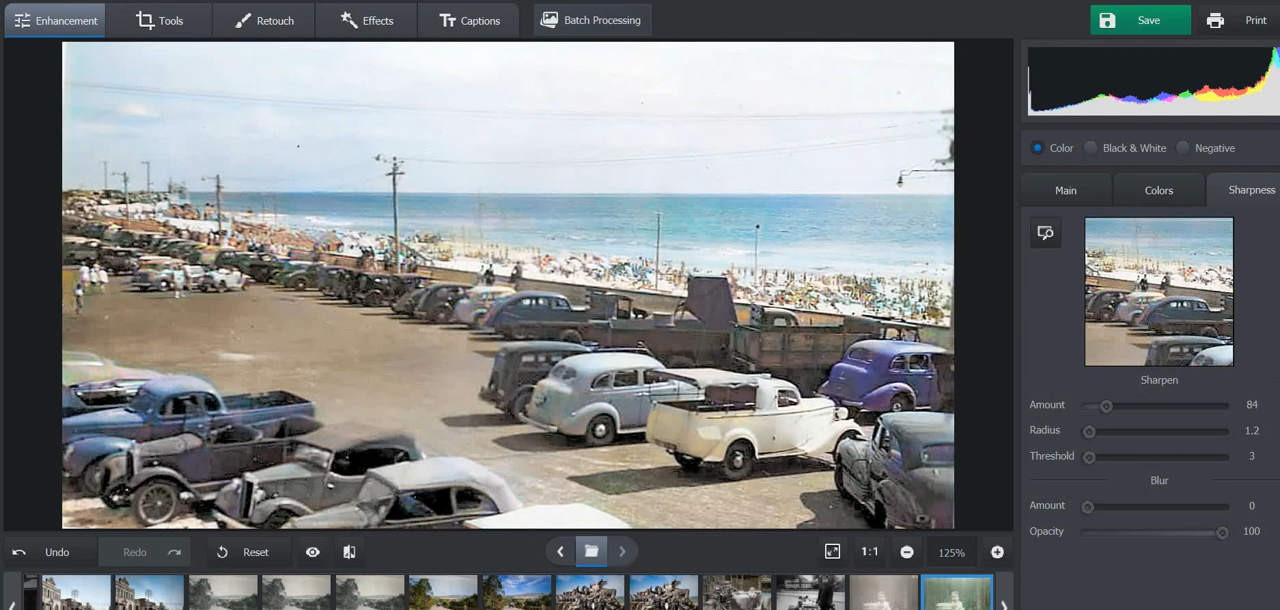 Enhancement Tools Retouch Effects Captions Batch Processing Save Print
Color Black & White Negative
Main Colors Sharpness
Sharpen
Amount 84
Radius 1.2
Threshold 3
Blur
Amount 0
Opacity 100
Undo Redo Reset 1:1 125%